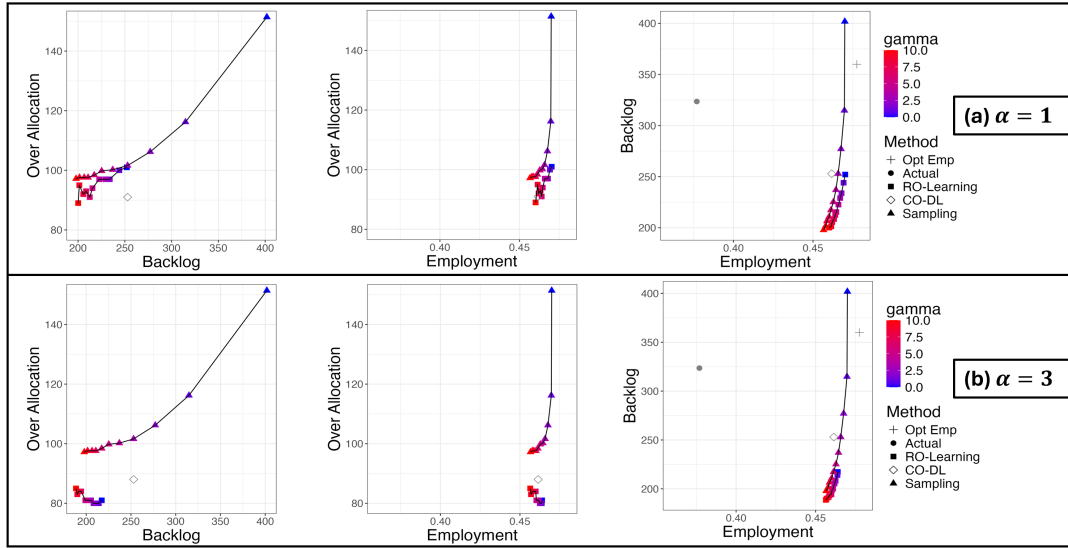 140
120
100
80
Over Allocation
200 250 300 350 400
Backlog
140
120
100
80
Over Allocation
0.40 0.45
Employment
400
350
300
250
200
Backlog
0.40 0.45
Employment
gamma
10.0
7.5
5.0
2.5
0.0
Method
Opt Emp
Actual
RO-Learning
CO-DL
Sampling
(a) α = 1
140
120
100
80
Over Allocation
200 250 300 350 400
Backlog
140
120
100
80
Over Allocation
0.40 0.45
Employment
400
350
300
250
200
Backlog
0.40 0.45
Employment
gamma
10.0
7.5
5.0
2.5
0.0
Method
Opt Emp
Actual
RO-Learning
CO-DL
Sampling
(b) α = 3